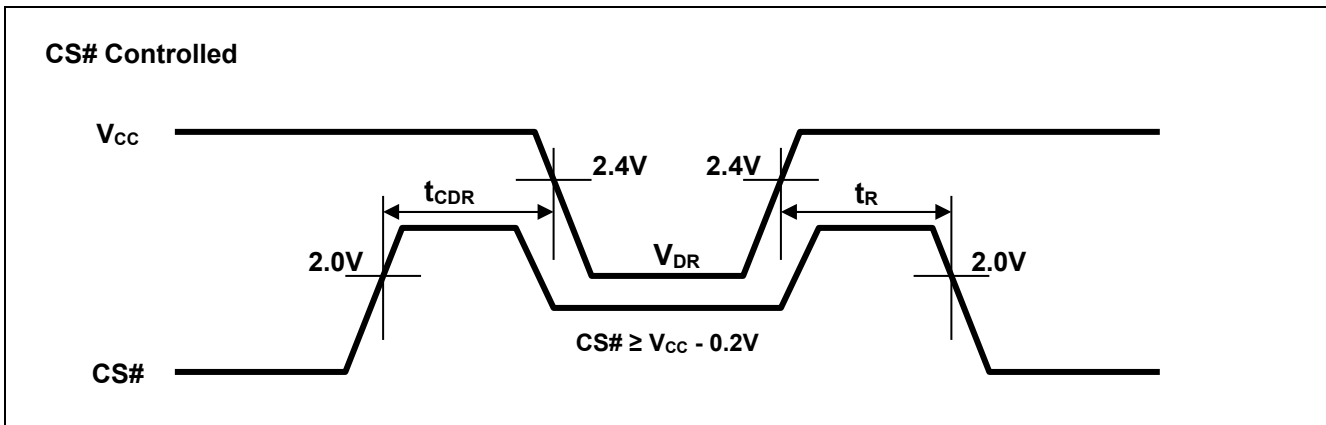 CS# Controlled
VCC
2.4V 2.4V
tCDR tR
2.0V VDR 2.0V
CS# ≥ VCC - 0.2V
CS#